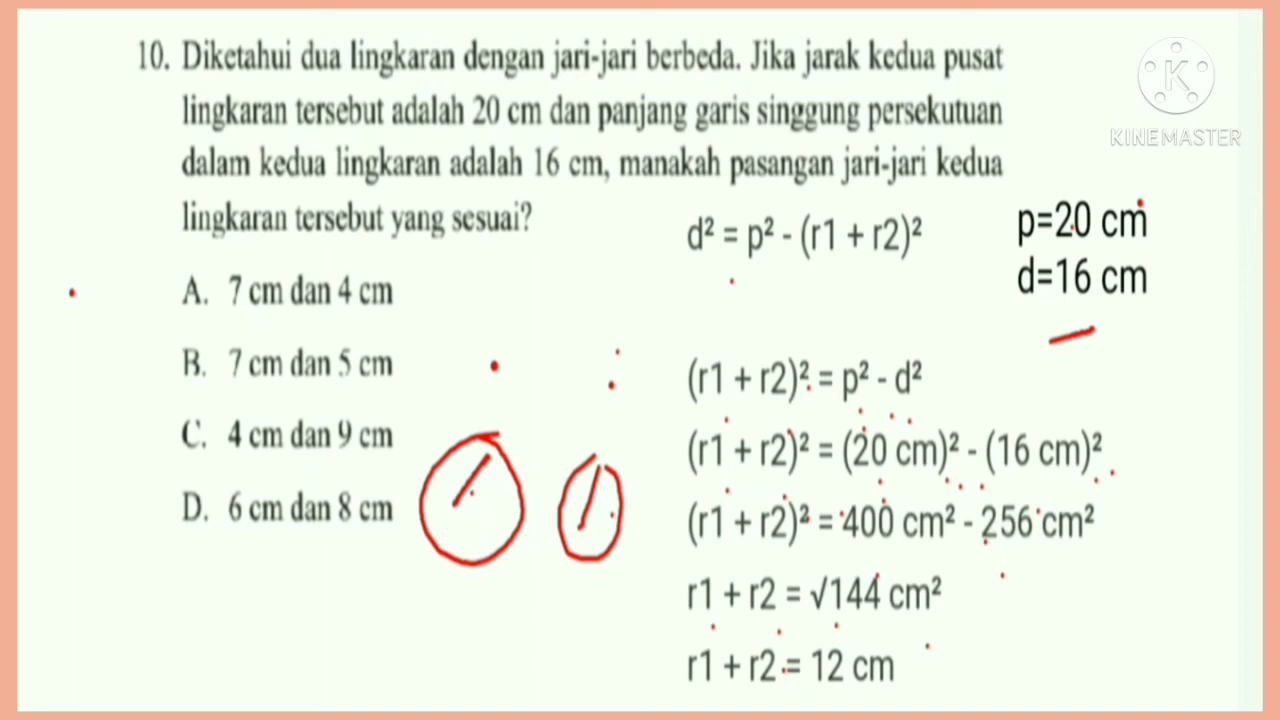 10. Diketahui dua lingkaran dengan jari-jari berbeda. Jika jarak kedua pusat
lingkaran tersebut adalah 20 cm dan panjang garis singgung persekutuan
dalam kedua lingkaran adalah 16 cm, manakah pasangan jari-jari kedua
lingkaran tersebut yang sesuai?
A. 7 cm dan 4 cm
B. 7 cm dan 5 cm
C. 4 cm dan 9 cm
D. 6 cm dan 8 cm
d² = p² - (r1 + r2)²
p=20 cm
d=16 cm
(r1 + r2)² = p² - d²
(r1 + r2)² = (20 cm)² - (16 cm)²
(r1 + r2)² = 400 cm² - 256 cm²
r1 + r2 = √144 cm²
r1 + r2 = 12 cm
K
KINEMASTER